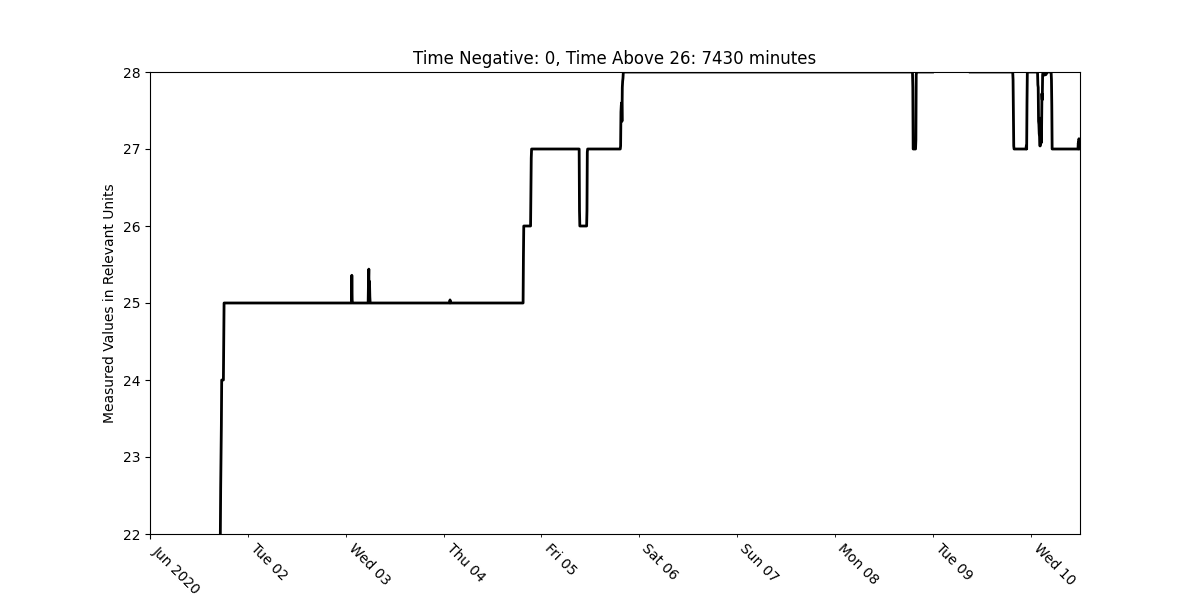 Time Negative: 0, Time Above 26: 7430 minutes
Measured Values in Relevant Units
28
27
26
25
24
23
22
Jun 2020
Tue 02
Wed 03
Thu 04
Fri 05
Sat 06
Sun 07
Mon 08
Tue 09
Wed 10